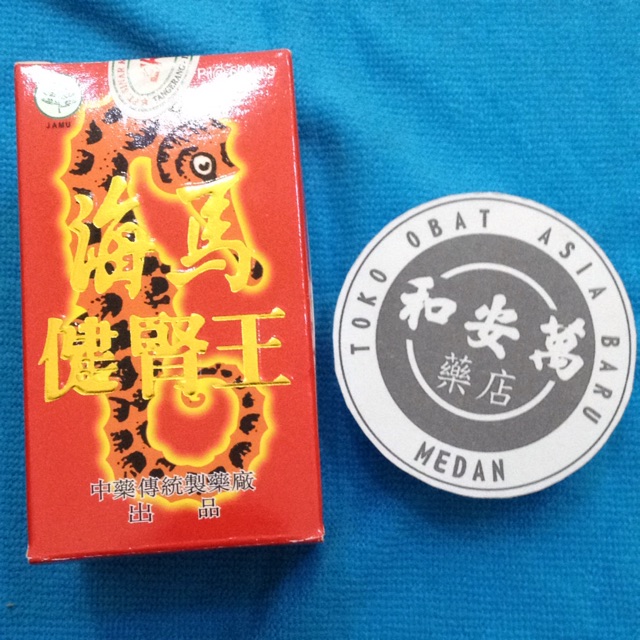 JAMU
TANGERANG
海馬
健腎王
中藥傳統製藥廠
出品
TOKO OBAT ASIA BARU
和安萬
藥店
MEDAN